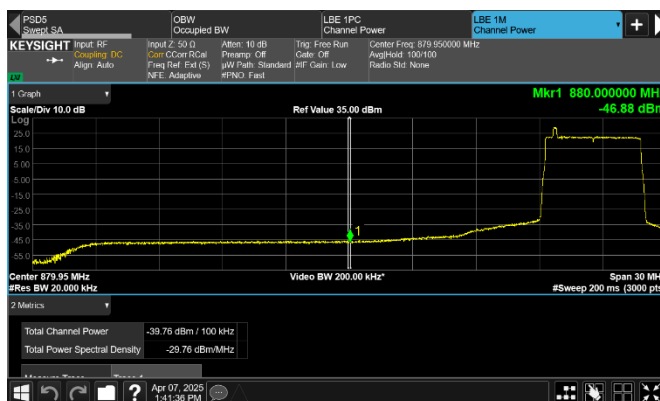 PSD5 OBW LBE 1PC LBE 1M
Swept SA Occupied BW Channel Power Channel Power
KEYSIGHT Input: RF Input Z: 50 Ω Atten: 10 dB Trig: Free Run Center Freq: 879.950000 MHz
Coupling: DC Corr CCorr RCal Preamp: Off Gate: Off Avg|Hold: 100/100
Align: Auto Freq Ref: Ext (S) µW Path: Standard #IF Gain: Low Radio Std: None
NFE: Adaptive #PNO: Fast
1 Graph Mkr1 880.000000 MH
Scale/Div 10.0 dB Ref Value 35.00 dBm -46.88 dBm
Log
25.0
15.0
5.00
-5.00
-15.0
-25.0
-35.0
-45.0
-55.0
1
Center 879.95 MHz Video BW 200.00 kHz* Span 30 MH
#Res BW 20.000 kHz #Sweep 200 ms (3000 pts
2 Metrics
Total Channel Power -39.76 dBm / 100 kHz
Total Power Spectral Density -29.76 dBm/MHz
Apr 07, 2025
1:41:36 PM